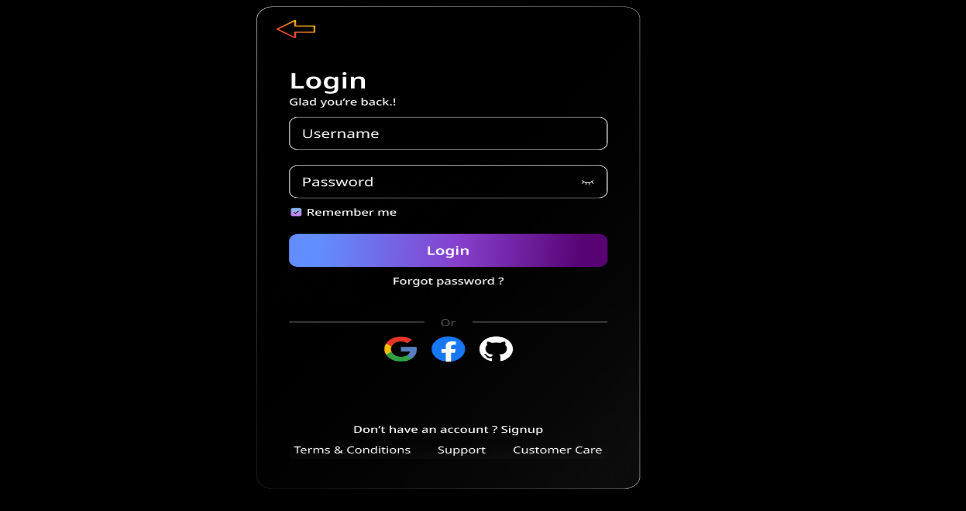 Login
Glad you’re back.!
Username
Password
Remember me
Login
Forgot password ?
Or
Don’t have an account ? Signup
Terms & Conditions Support Customer Care